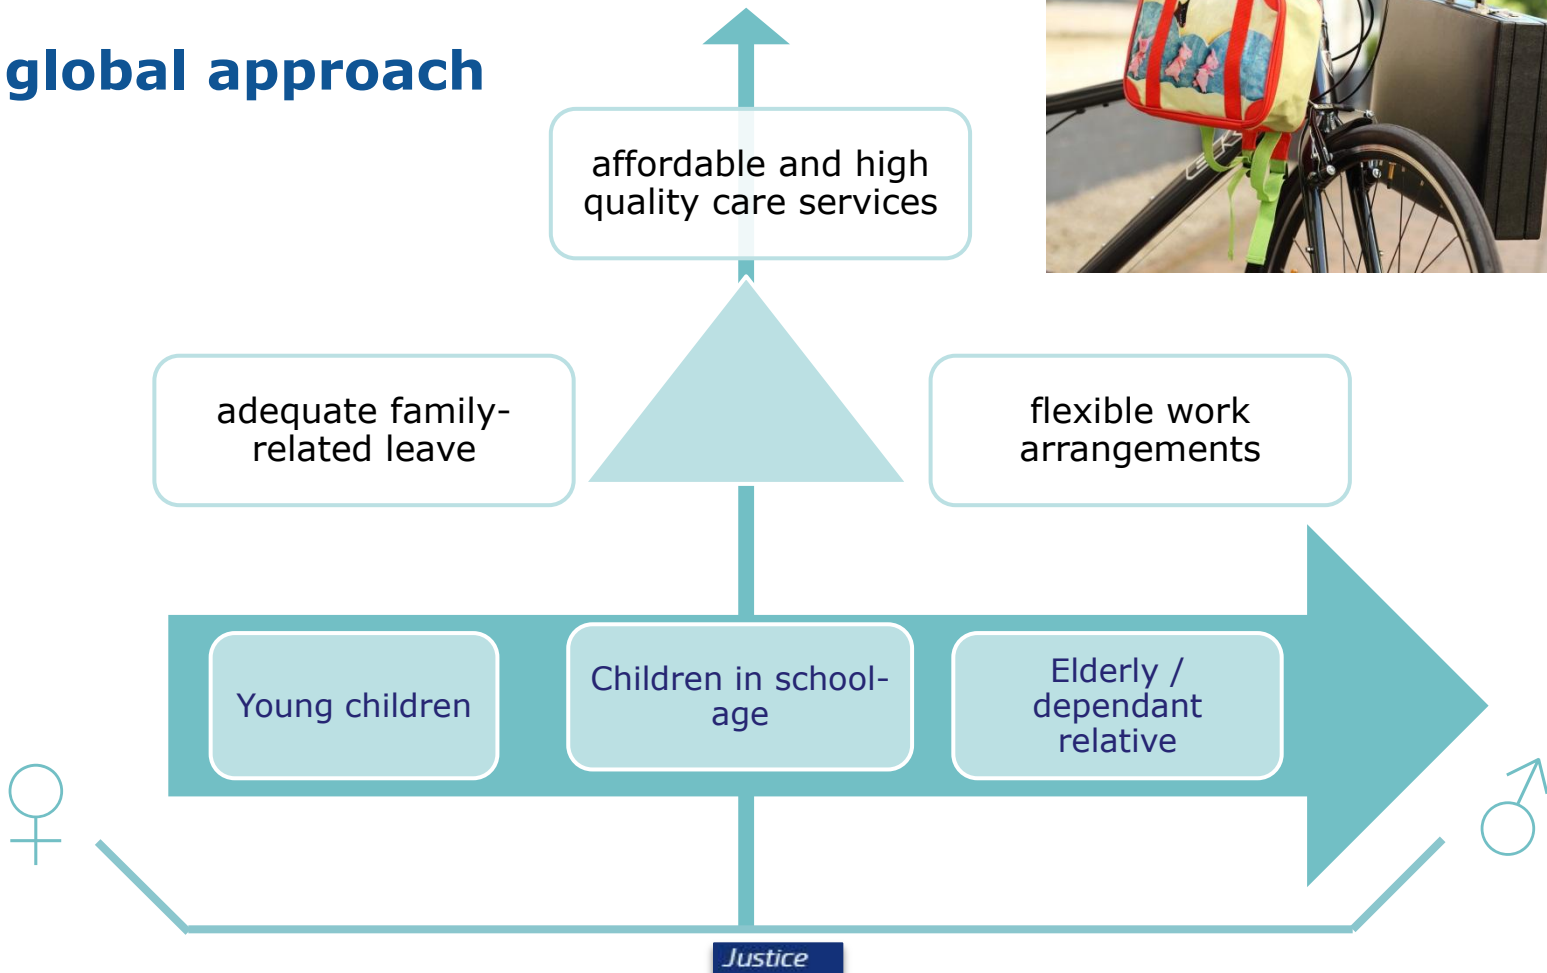 global approach
affordable and high
quality care services
adequate family-
related leave
flexible work
arrangements
Young children
Children in school-
age
Elderly /
dependant
relative
Justice